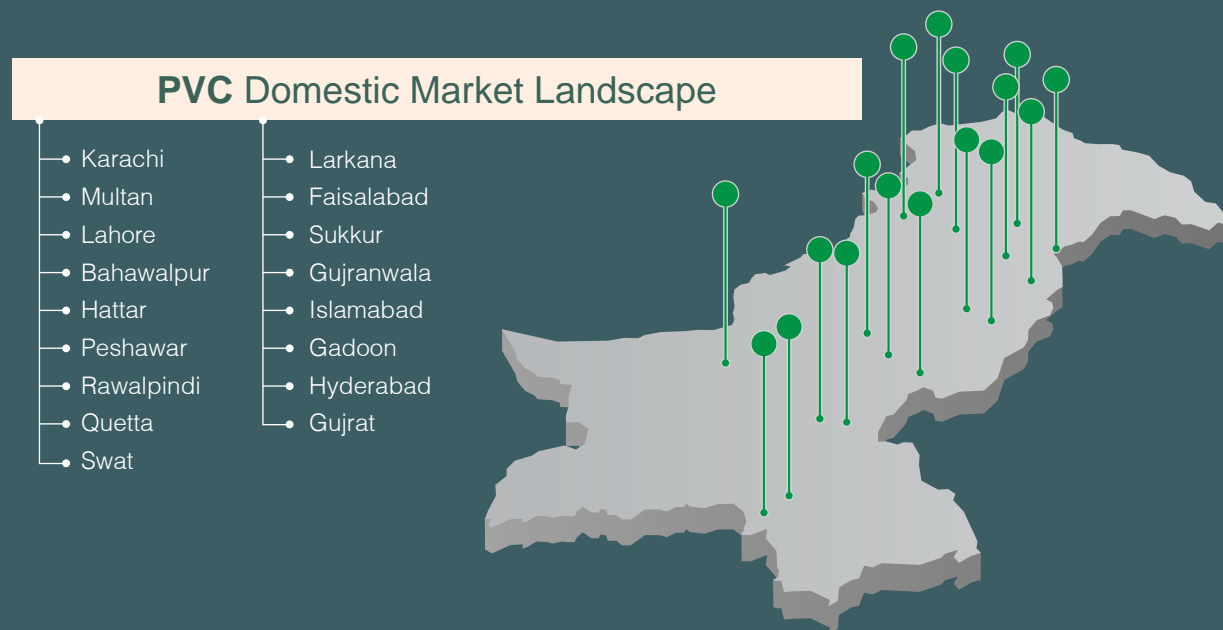 PVC Domestic Market Landscape
Karachi
Multan
Lahore
Bahawalpur
Hattar
Peshawar
Rawalpindi
Quetta
Swat
Larkana
Faisalabad
Sukkur
Gujranwala
Islamabad
Gadoon
Hyderabad
Gujrat